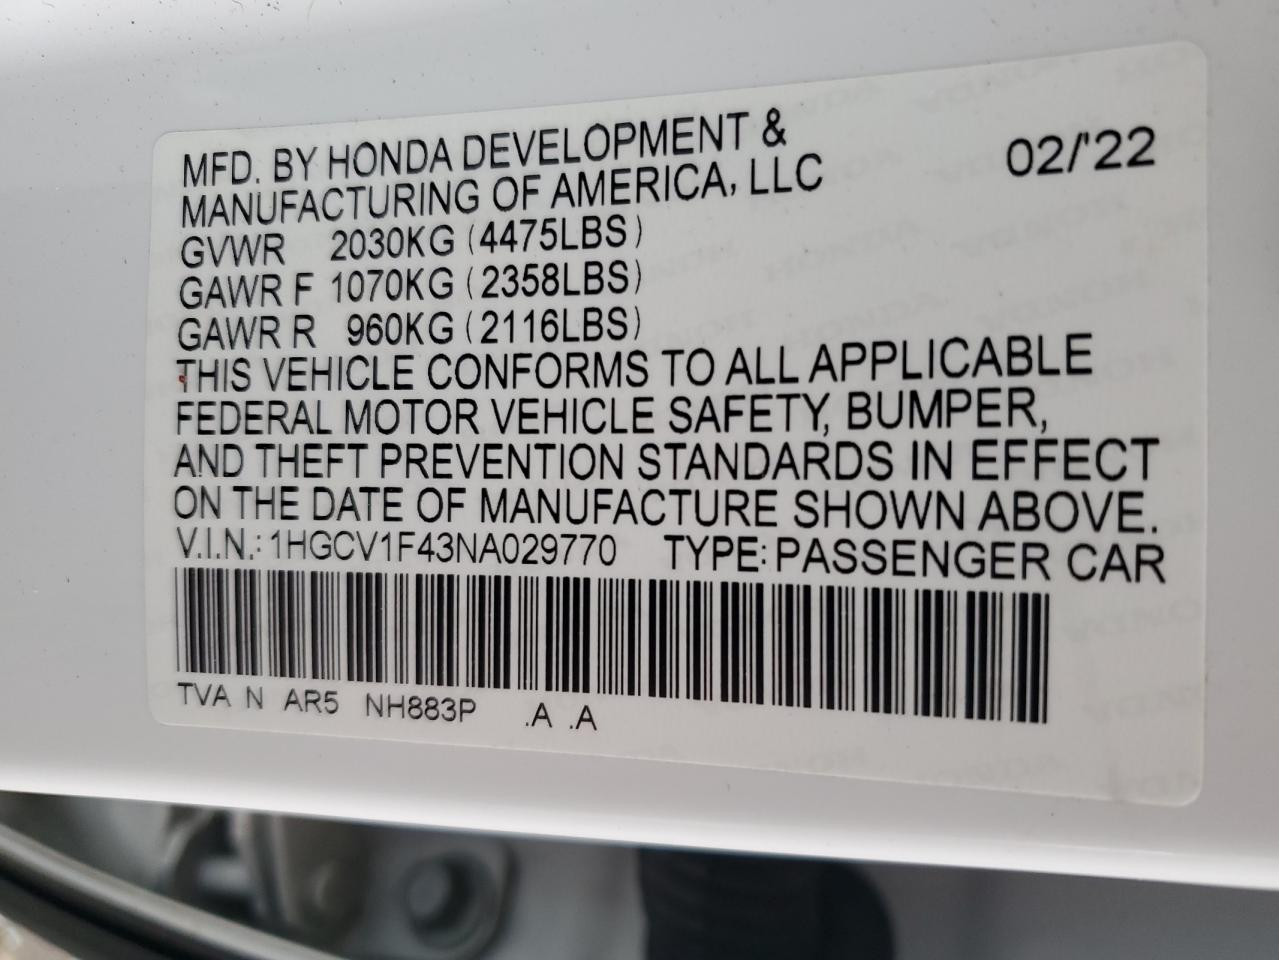 MFD. BY HONDA DEVELOPMENT & 02/'22
MANUFACTURING OF AMERICA, LLC
GVWR 2030KG (4475LBS)
GAWR F 1070KG (2358LBS)
GAWR R 960KG (2116LBS)
THIS VEHICLE CONFORMS TO ALL APPLICABLE
FEDERAL MOTOR VEHICLE SAFETY, BUMPER,
AND THEFT PREVENTION STANDARDS IN EFFECT
ON THE DATE OF MANUFACTURE SHOWN ABOVE.
V.I.N.: 1HGCV1F43NA029770 TYPE: PASSENGER CAR
TVA N AR5 NH883P .A .A